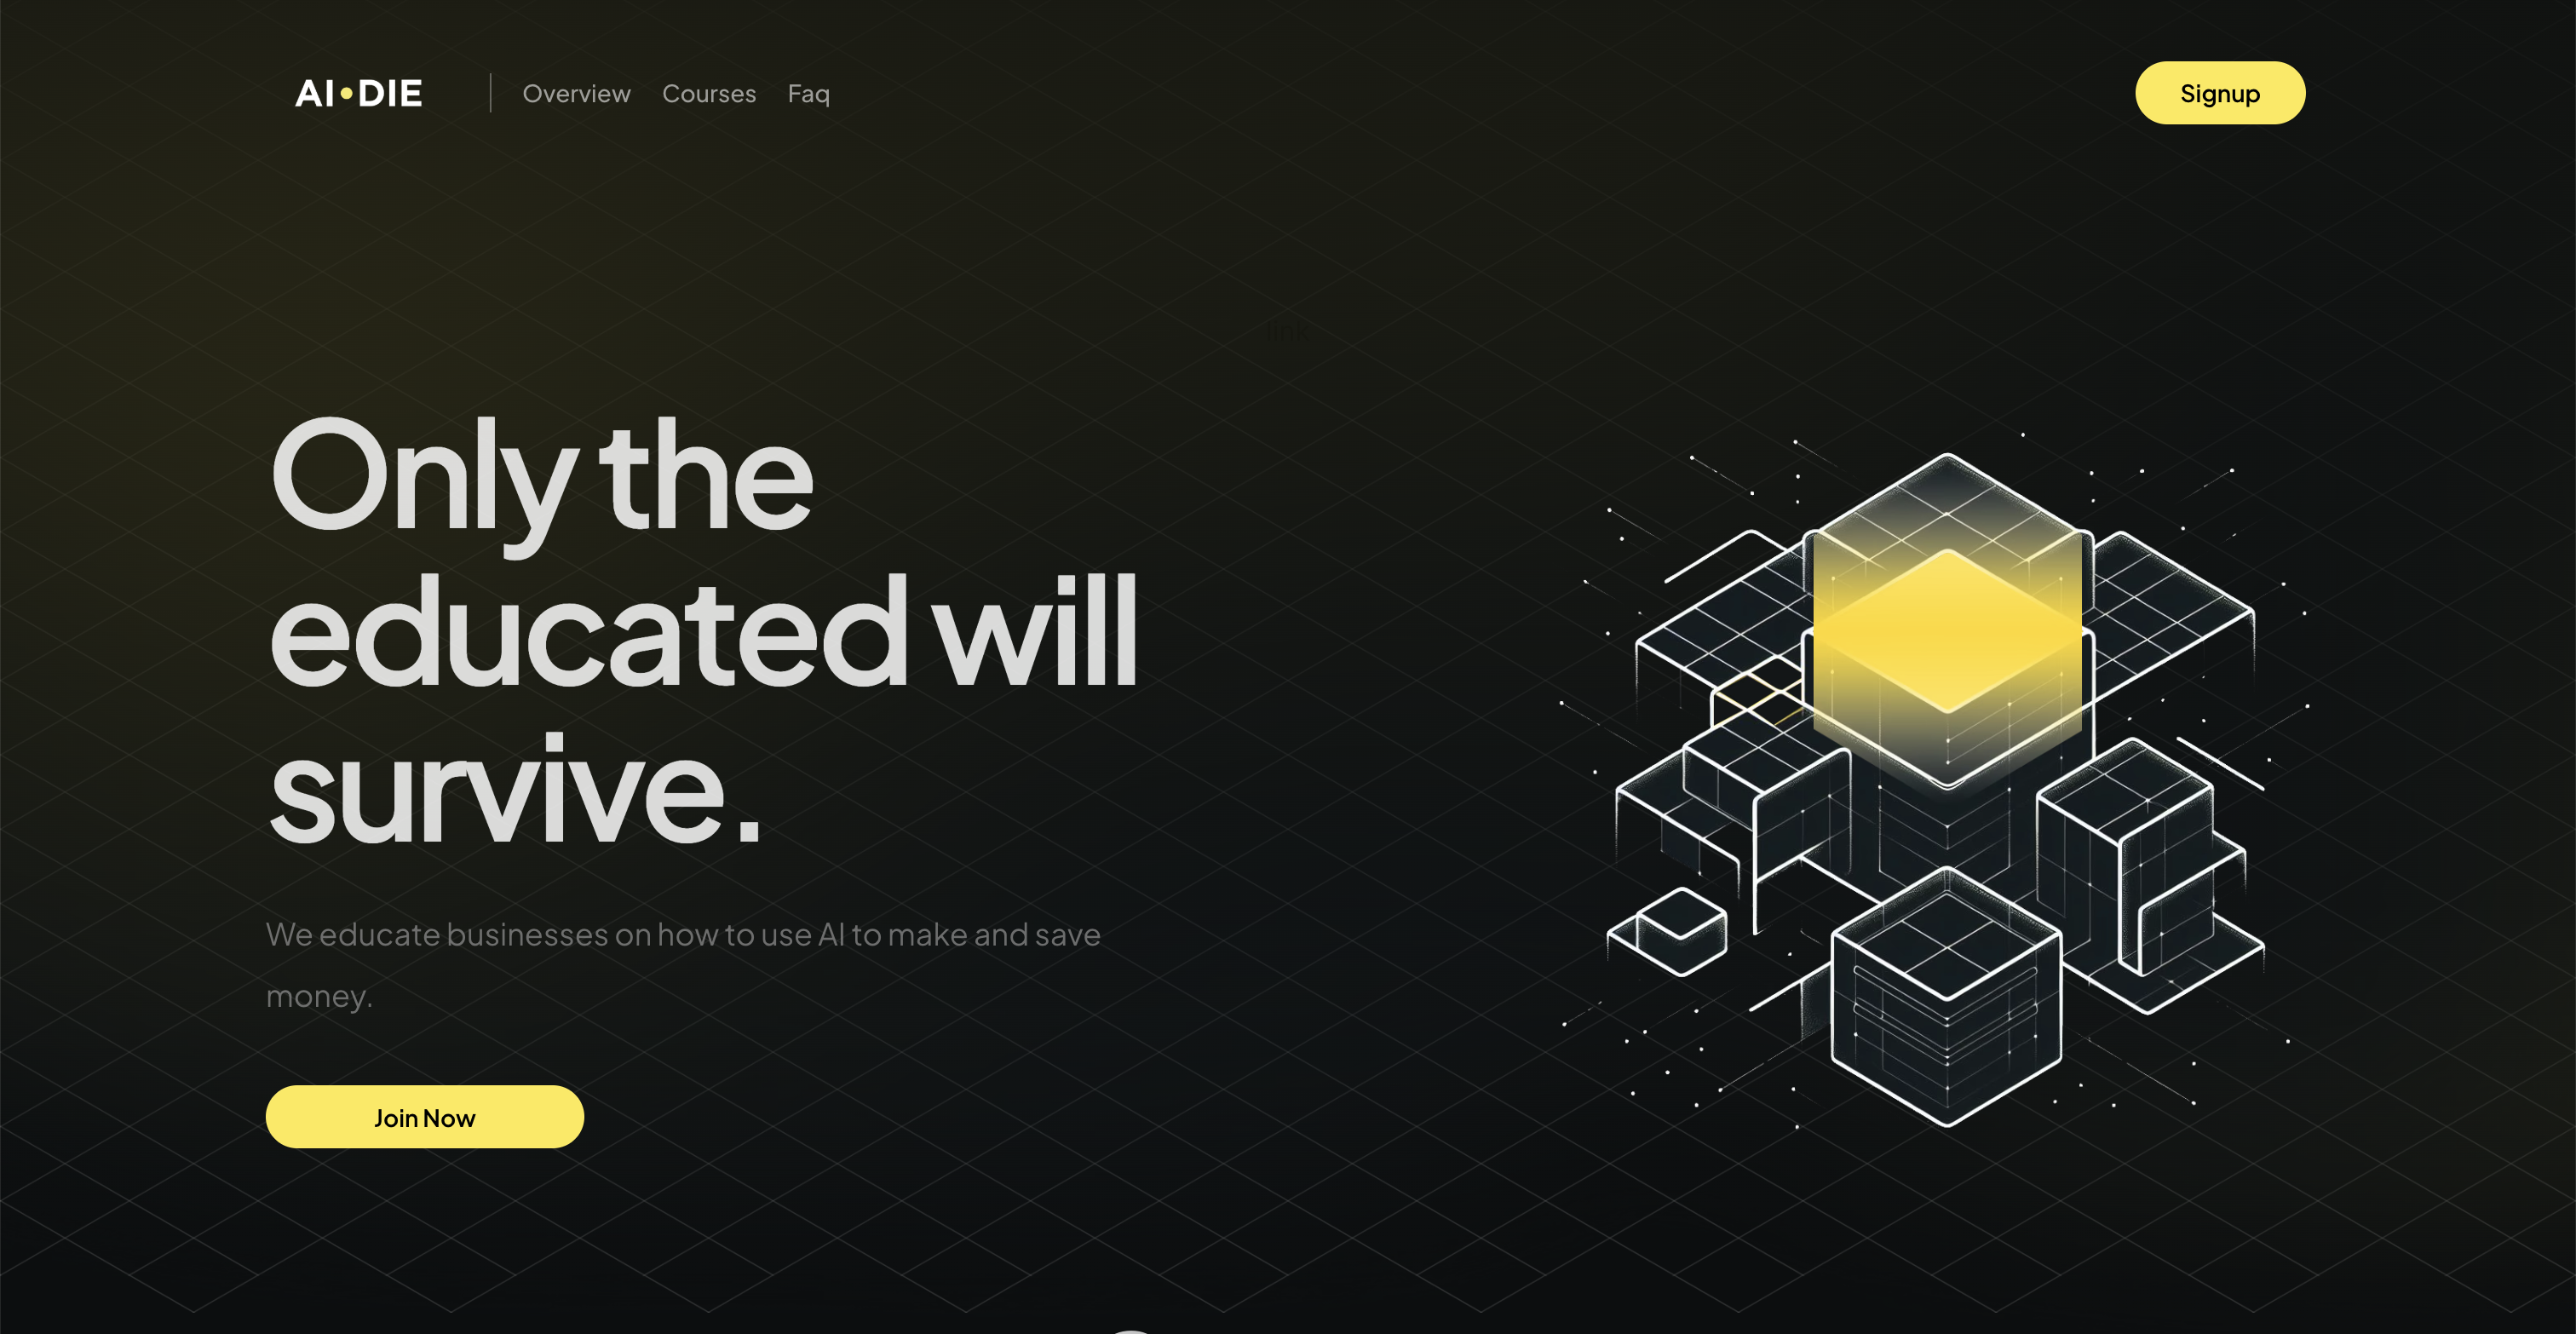 AI•DIE
Overview
Courses
Faq
Signup
link
Only the
educated will
survive.
We educate businesses on how to use AI to make and save
money.
Join Now